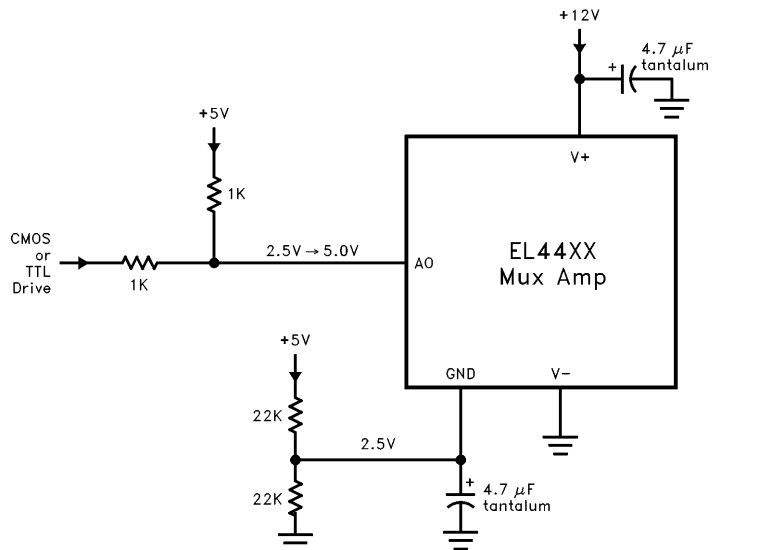 +12V
4.7 μF
tantalum
+5V
V+
1K
CMOS
or
TTL
Drive
1K
2.5V→5.0V
A0
EL44XX
Mux Amp
+5V
GND
V-
22K
2.5V
22K
+
4.7 μF
tantalum
+